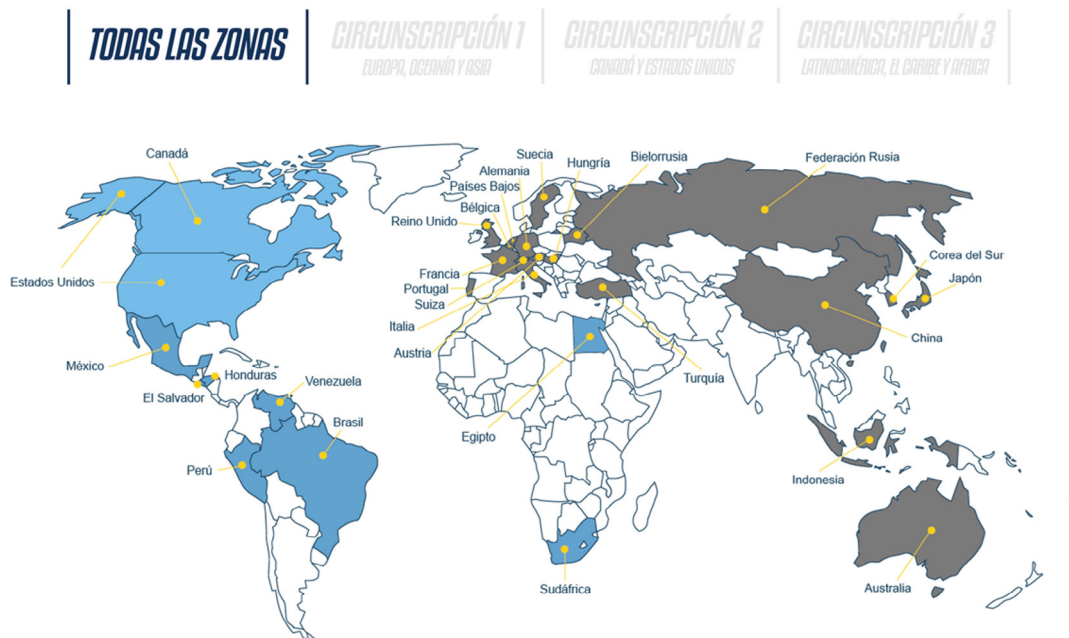 TODAS LAS ZONAS
CIRCUNSCRIPCIÓN 1
EUROPA, OCEANÍA Y ASIA
CIRCUNSCRIPCIÓN 2
CANADÁ Y ESTADOS UNIDOS
CIRCUNSCRIPCIÓN 3
LATINOAMÉRICA, EL CARIBE Y AFRICA
Canadá
Suecia
Hungría
Bielorrusia
Federación Rusia
Alemania
Países Bajos
Bélgica
Reino Unido
Corea del Sur
Francia
Japón
Estados Unidos
Portugal
Suiza
Italia
China
Austria
México
Honduras
Venezuela
Turquía
El Salvador
Brasil
Egipto
Perú
Indonesia
Sudáfrica
Australia